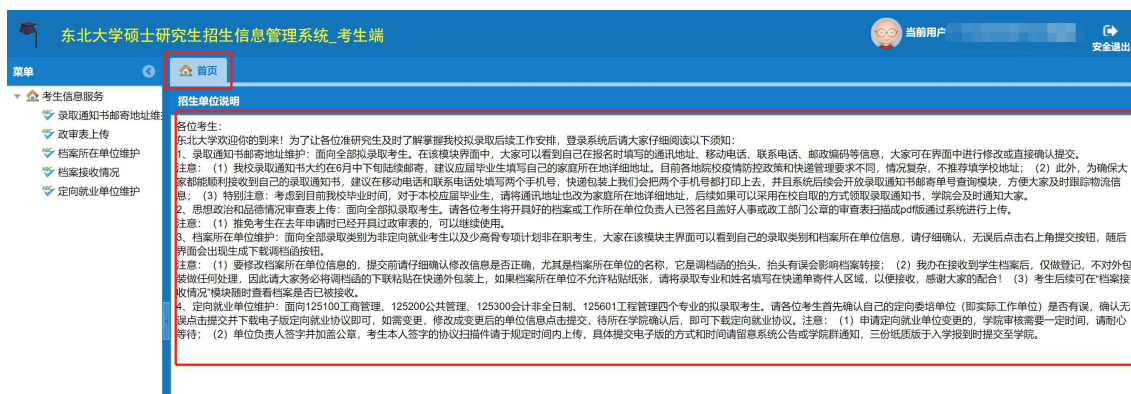 东北大学硕士研究生招生信息管理系统_考生端
当前用户
安全退出
菜单
首页
考生信息服务
录取通知书邮寄地址维
政审表上传
档案所在单位维护
档案接收情况
定向就业单位维护
招生单位说明
各位考生：
东北大学欢迎你的到来！为了让各位准研究生及时了解掌握我校拟录取后续工作安排，登录系统后请大家仔细阅读以下须知：
1、录取通知书邮寄地址维护：面向全部拟录取考生。在该模块界面中，大家可以看到自己在报名时填写的通讯地址、移动电话、联系电话、邮政编码等信息，大家可在界面中进行修改或直接确认提交。
注意：（1）我校录取通知书大约在6月中下旬陆续邮寄，建议应届毕业生填写自己的家庭所在地详细地址。目前各地院校疫情防控政策和快递管理要求不同，情况复杂，不推荐填学校地址；（2）此外，为确保大
家都能顺利接收到自己的录取通知书，建议在移动电话和联系电话处填写两个手机号，快递包装上我们会把两个手机号都打印上去，并且系统后续会开放录取通知书邮寄单号查询模块，方便大家及时跟踪物流信
息；（3）特别注意：考虑到目前我校毕业时间，对于本校应届毕业生，请将通讯地址也改为家庭所在地详细地址，后续如果可以采用在校自取的方式领取录取通知书，学院会及时通知大家。
2、思想政治和品德情况审查表上传：面向全部拟录取考生。请各位考生将开具好的档案或工作所在单位负责人已签名且盖好人事或政工部门公章的审查表扫描成pdf版通过系统进行上传。
注意：（1）推免考生在去年申请时已经开具过政审表的，可以继续使用。
3、档案所在单位维护：面向全部录取类别为非定向就业考生以及少高骨专项计划非在职考生，大家在该模块主界面可以看到自己的录取类别和档案所在单位信息，请仔细确认，无误后点击右上角提交按钮，随后
界面会出现生成下载调档函按钮。
注意：（1）要修改档案所在单位信息的，提交前请仔细确认修改信息是否正确，尤其是档案所在单位的名称，它是调档函的抬头，抬头有误会影响档案转接；（2）我办在接收到学生档案后，仅做登记，不对外包
装做任何处理，因此请大家务必将调档函的下联粘贴在快递外包装上，如果档案所在单位不允许粘贴纸张，请将录取专业和姓名填写在快递单寄件人区域，以便接收，感谢大家的配合！（3）考生后续可在"档案接
收情况"模块随时查看档案是否已被接收。
4、定向就业单位维护：面向125100工商管理、125200公共管理、125300会计非全日制、125601工程管理四个专业的拟录取考生。请各位考生首先确认自己的定向委培单位（即实际工作单位）是否有误，确认无
误点击提交并下载电子版定向就业协议即可，如需变更，修改成变更后的单位信息点击提交，待所在学院确认后，即可下载定向就业协议。注意：（1）申请定向就业单位变更的，学院审核需要一定时间，请耐心
等待；（2）单位负责人签字并加盖公章，考生本人签字的协议扫描件请于规定时间内上传，具体提交电子版的方式和时间请留意系统公告或学院群通知，三份纸质版于入学报到时提交至学院。